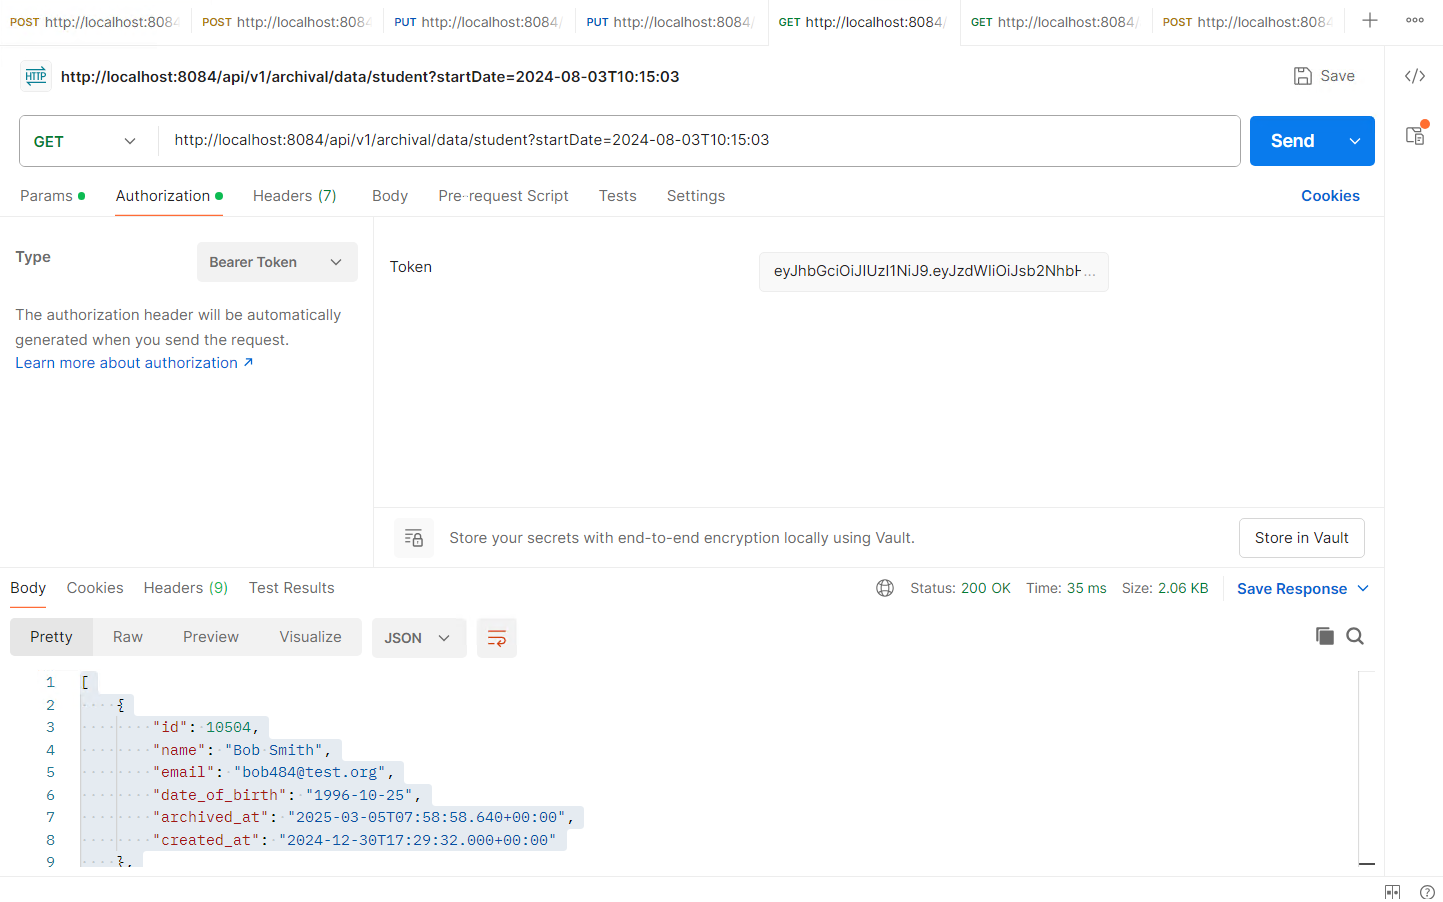 POST http://localhost:8084 POST http://localhost:8084 PUT http://localhost:8084/ PUT http://localhost:8084/ GET http://localhost:8084/ GET http://localhost:8084/ POST http://localhost:8084
HTTP http://localhost:8084/api/v1/archival/data/student?startDate=2024-08-03T10:15:03 Save
GET http://localhost:8084/api/v1/archival/data/student?startDate=2024-08-03T10:15:03 Send
Params Authorization Headers (7) Body Pre-request Script Tests Settings Cookies
Type Bearer Token
Token eyJhbGciOiJIUzI1NiJ9.eyJzdWIiOiJsb2NhbH...
The authorization header will be automatically
generated when you send the request.
Learn more about authorization ↗
Store your secrets with end-to-end encryption locally using Vault. Store in Vault
Body Cookies Headers (9) Test Results Status: 200 OK Time: 35 ms Size: 2.06 KB Save Response
Pretty Raw Preview Visualize JSON
1 [
2 {
3 "id": 10504,
4 "name": "Bob Smith",
5 "email": "bob484@test.org",
6 "date_of_birth": "1996-10-25",
7 "archived_at": "2025-03-05T07:58:58.640+00:00",
8 "created_at": "2024-12-30T17:29:32.000+00:00"
9 },